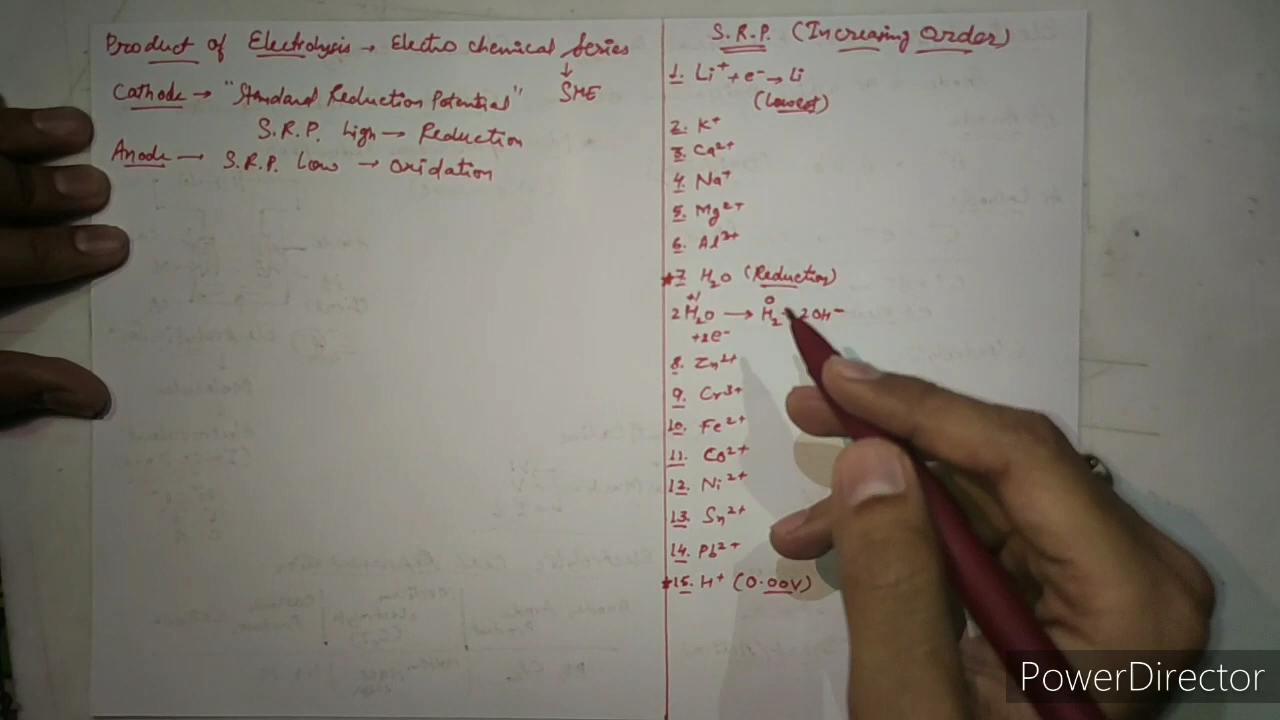 Product of Electrolysis → Electro chemical Series
↓
SHE
Cathode → "Standard Reduction Potential"
S.R.P. high → Reduction
Anode → S.R.P. Low → oxidation
S.R.P. (Increasing order)
1. Li⁺ + e⁻ → Li
(lowest)
2. K⁺
3. Ca²⁺
4. Na⁺
5. Mg²⁺
6. Al³⁺
*7. H₂O (Reduction)
+1 0
2H₂O → H₂ + 2OH⁻
+2e⁻
8. Zn²⁺
9. Cr³⁺
10. Fe²⁺
11. Co²⁺
12. Ni²⁺
13. Sn²⁺
14. Pb²⁺
*15. H⁺ (0.00V)
PowerDirector